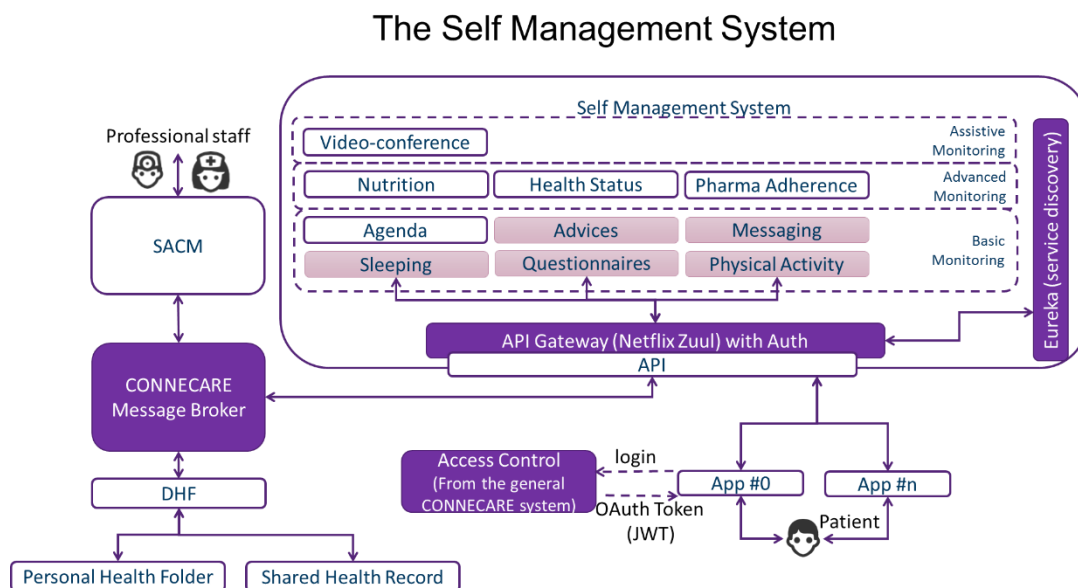 The Self Management System
Self Management System
Professional staff
Video-conference
Assistive
Monitoring
Nutrition
Health Status
Pharma Adherence
Advanced
Monitoring
SACM
Agenda
Advices
Messaging
Basic
Monitoring
Sleeping
Questionnaires
Physical Activity
Eureka (service discovery)
API Gateway (Netflix Zuul) with Auth
API
CONNECARE
Message Broker
Access Control
(From the general
CONNECARE system)
login
OAuth Token
(JWT)
App #0
App #n
Patient
DHF
Personal Health Folder
Shared Health Record